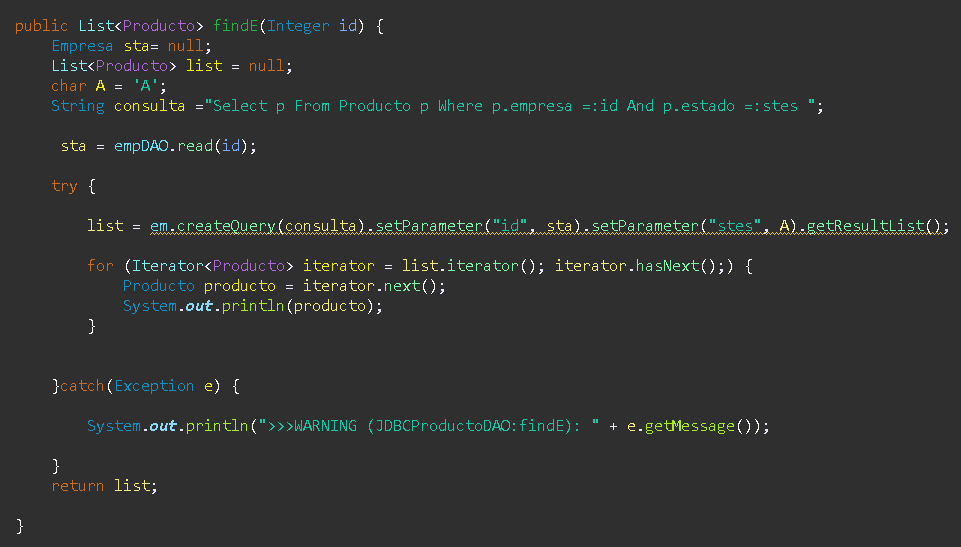 public List<Producto> findE(Integer id) {
Empresa sta= null;
List<Producto> list = null;
char A = 'A';
String consulta ="Select p From Producto p Where p.empresa =:id And p.estado =:stes ";
sta = empDAO.read(id);
try {
list = em.createQuery(consulta).setParameter("id", sta).setParameter("stes", A).getResultList();
for (Iterator<Producto> iterator = list.iterator(); iterator.hasNext();) {
Producto producto = iterator.next();
System.out.println(producto);
}
}catch(Exception e) {
System.out.println(">>>WARNING (JDBCProductoDAO:findE): " + e.getMessage());
}
return list;
}